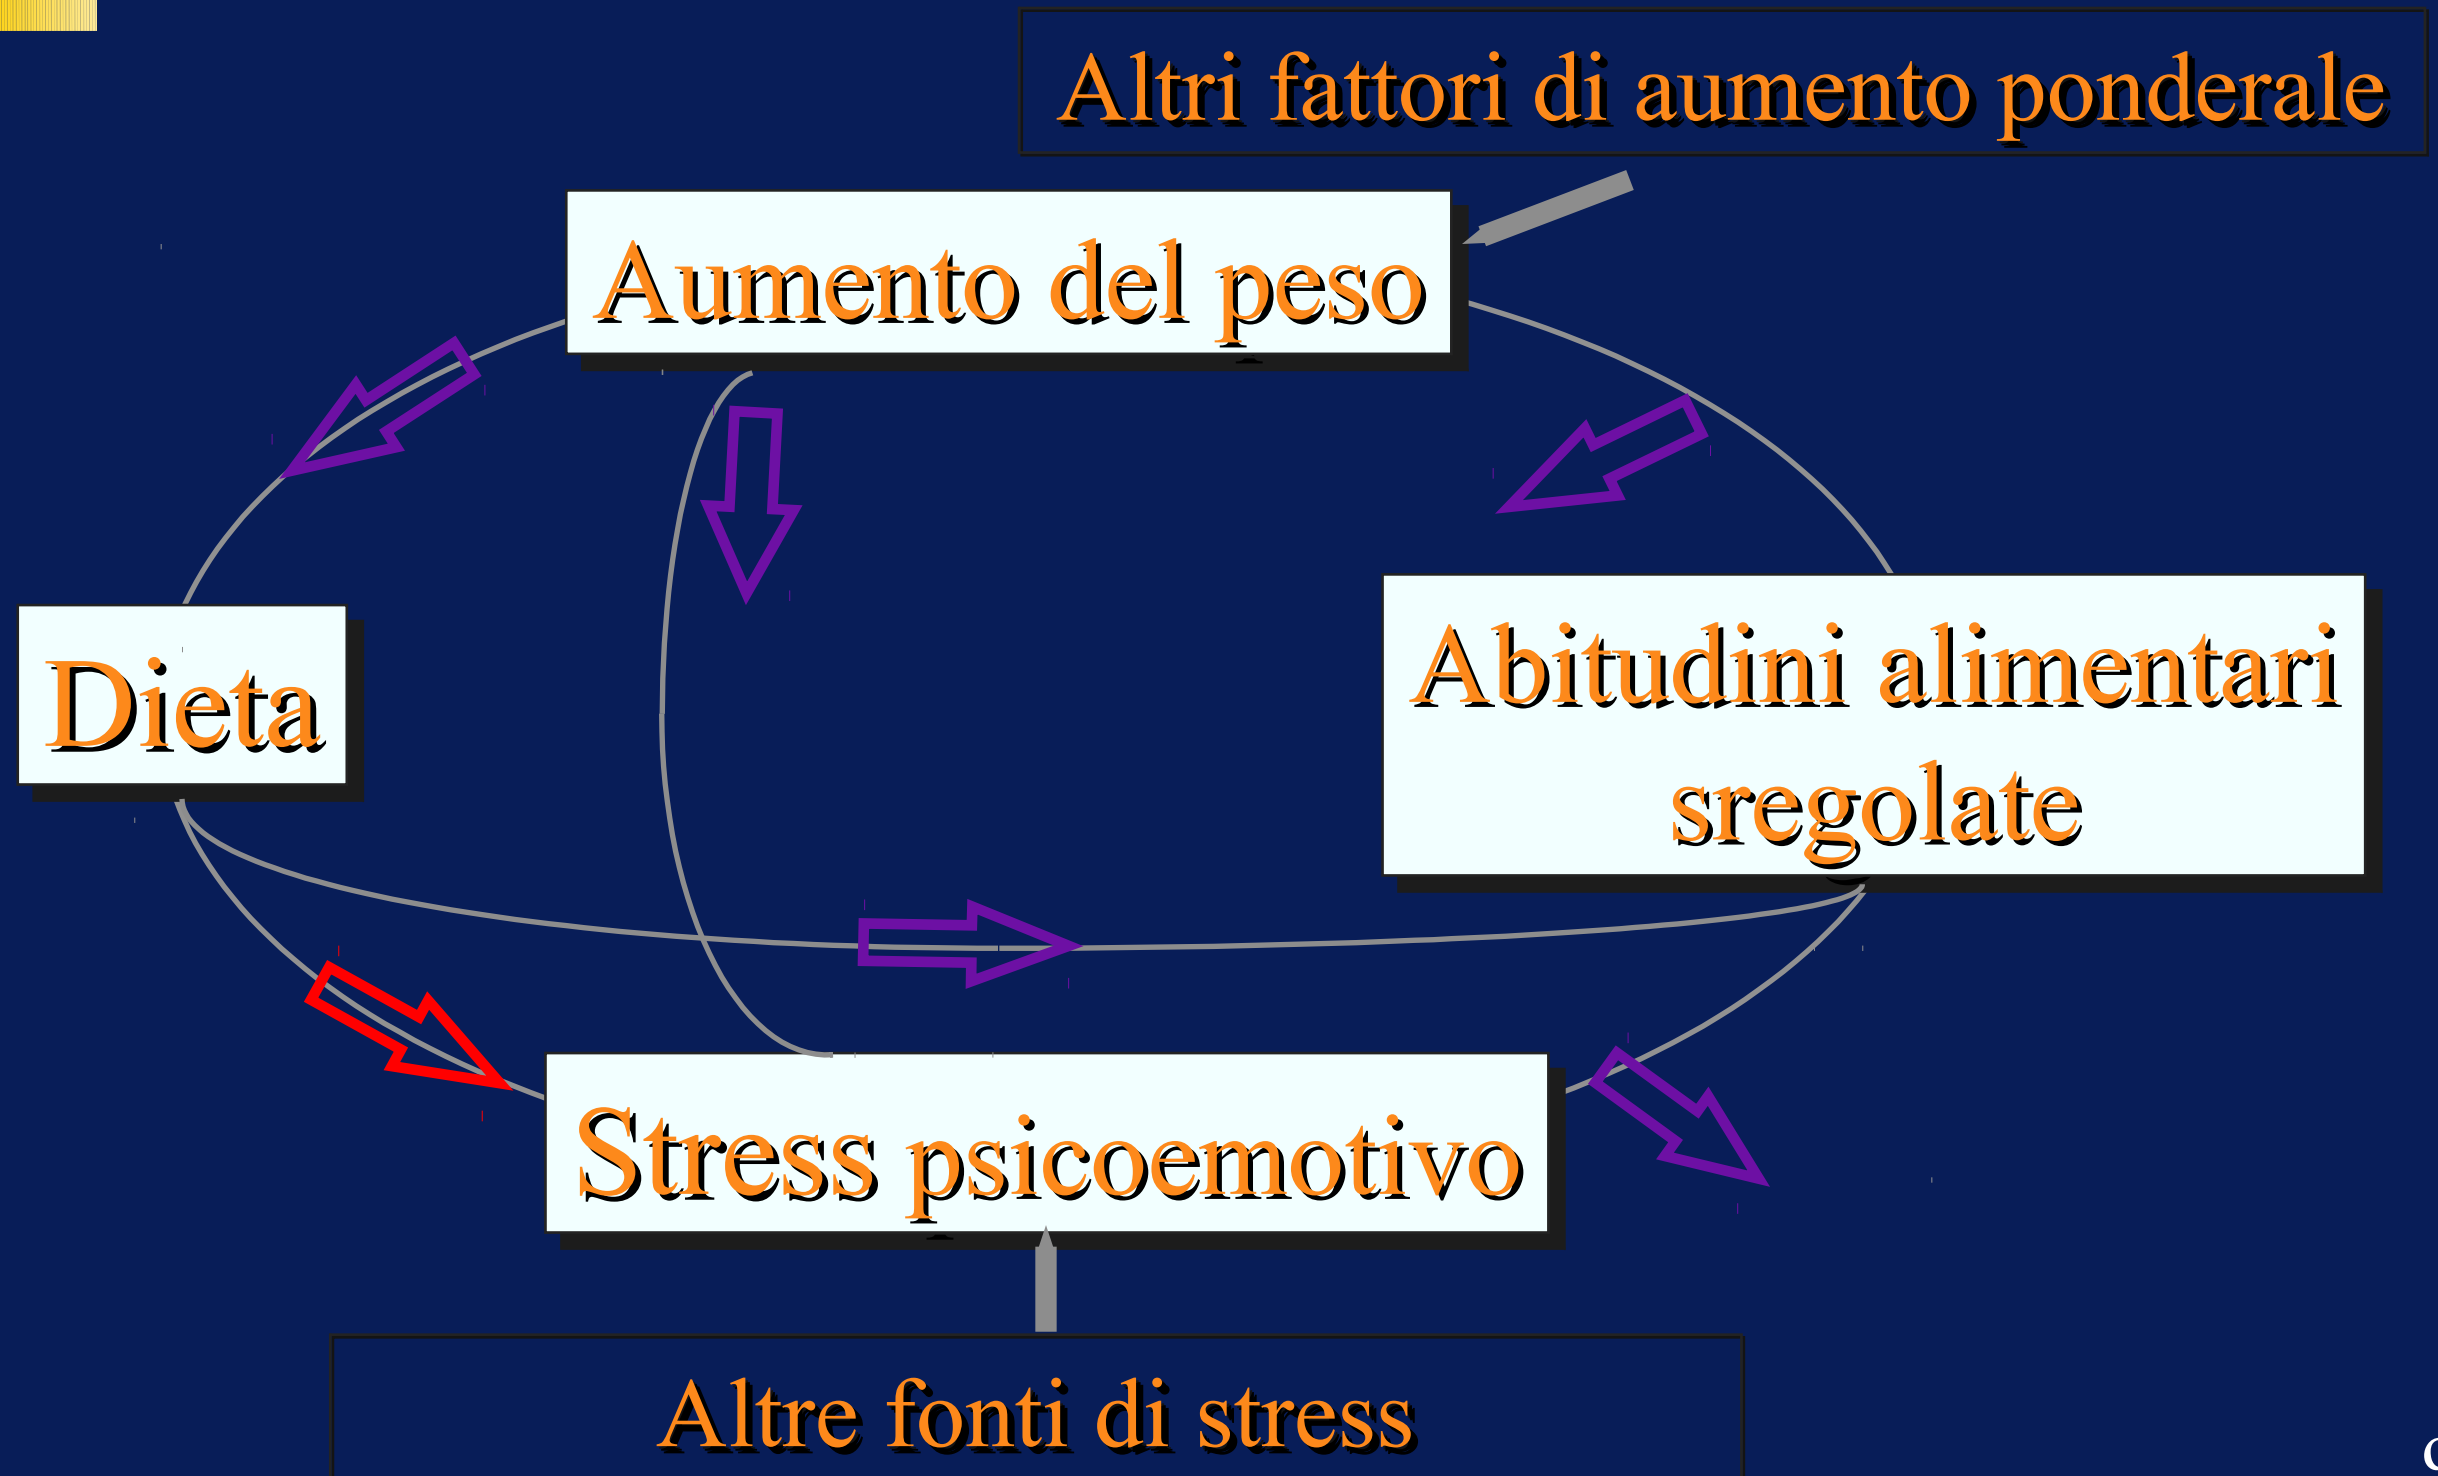 Altri fattori di aumento ponderale
Aumento del peso
Dieta
Abitudini alimentari
sregolate
Stress psicoemotivo
Altre fonti di stress